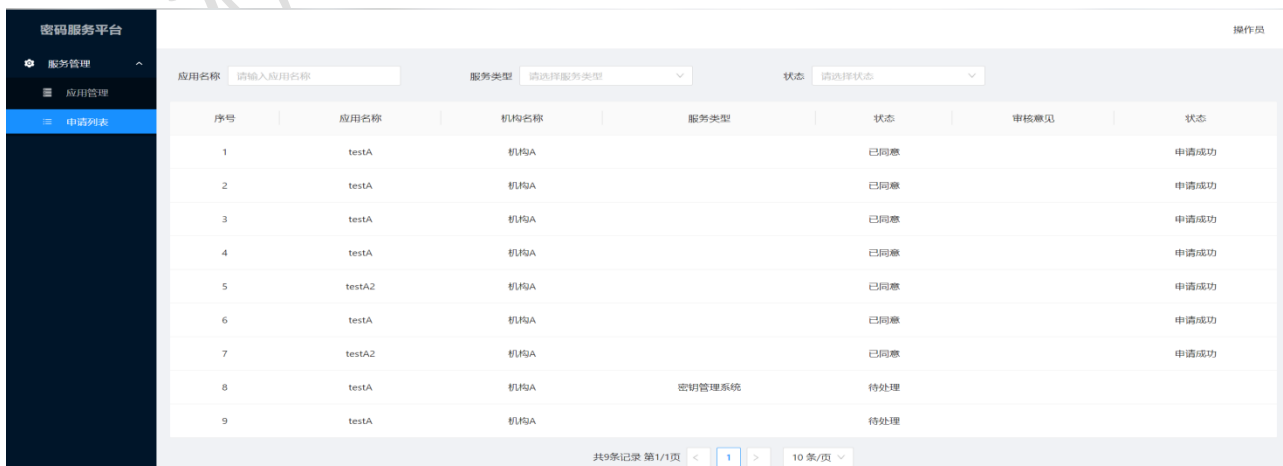 密码服务平台
操作员
服务管理
应用管理
申请列表
应用名称 请输入应用名称 服务类型 请选择服务类型 状态 请选择状态
序号 应用名称 机构名称 服务类型 状态 审核意见 状态
1 testA 机构A 已同意 申请成功
2 testA 机构A 已同意 申请成功
3 testA 机构A 已同意 申请成功
4 testA 机构A 已同意 申请成功
5 testA2 机构A 已同意 申请成功
6 testA 机构A 已同意 申请成功
7 testA2 机构A 已同意 申请成功
8 testA 机构A 密钥管理系统 待处理
9 testA 机构A 待处理
共9条记录 第1/1页 < 1 > 10 条/页